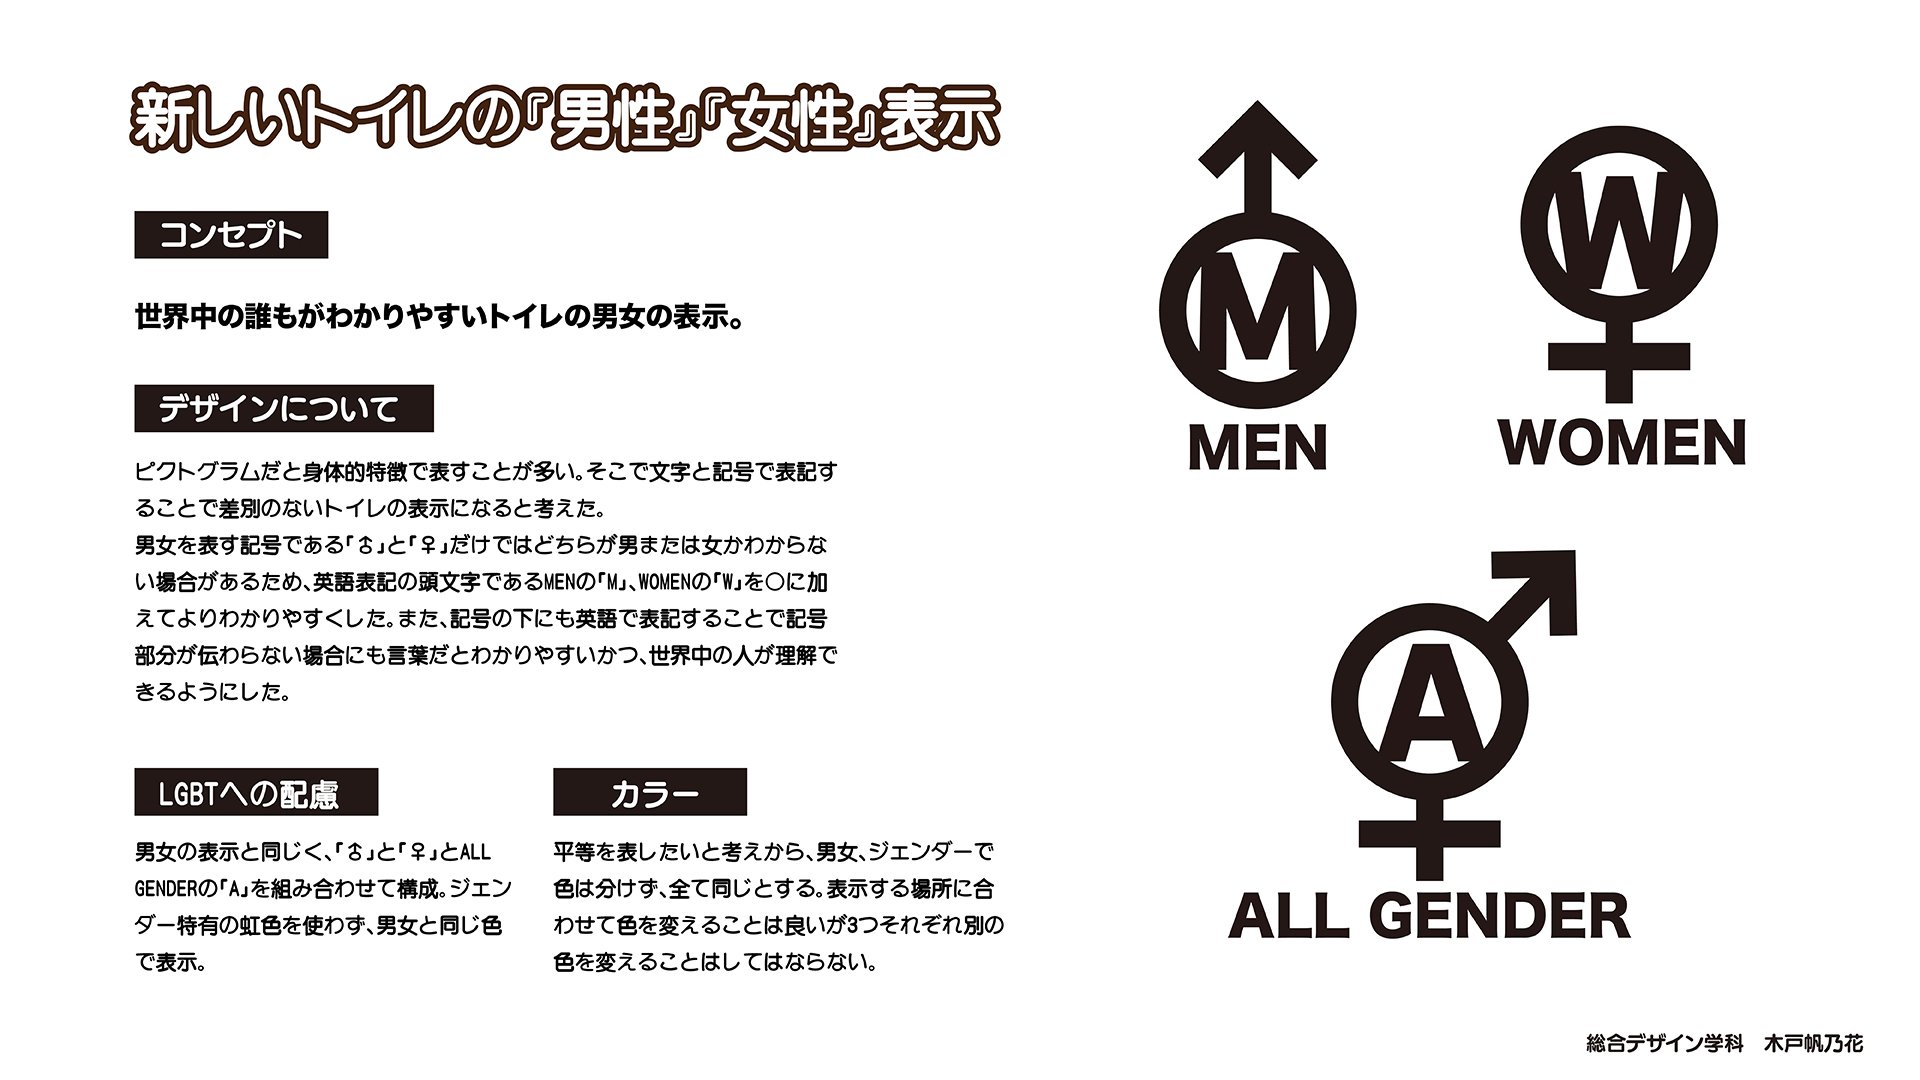 新しいトイレの『男性』『女性』表示
コンセプト
世界中の誰もがわかりやすいトイレの男女の表示。
デザインについて
ピクトグラムだと身体的特徴で表すことが多い。そこで文字と記号で表記す
ることで差別のないトイレの表示になると考えた。
男女を表す記号である「♂」と「♀」だけではどちらが男または女かわからな
い場合があるため、英語表記の頭文字であるMENの「M」、WOMENの「W」を〇に加
えてよりわかりやすくした。また、記号の下にも英語で表記することで記号
部分が伝わらない場合にも言葉だとわかりやすいかつ、世界中の人が理解で
きるようにした。
LGBTへの配慮
男女の表示と同じく、「♂」と「♀」とALL
GENDERの「A」を組み合わせて構成。ジェン
ダー特有の虹色を使わず、男女と同じ色
で表示。
カラー
平等を表したいと考えから、男女、ジェンダーで
色は分けず、全て同じとする。表示する場所に合
わせて色を変えることは良いが3つそれぞれ別の
色を変えることはしてはならない。
M
MEN
W
WOMEN
A
ALL GENDER
総合デザイン学科　木戸帆乃花